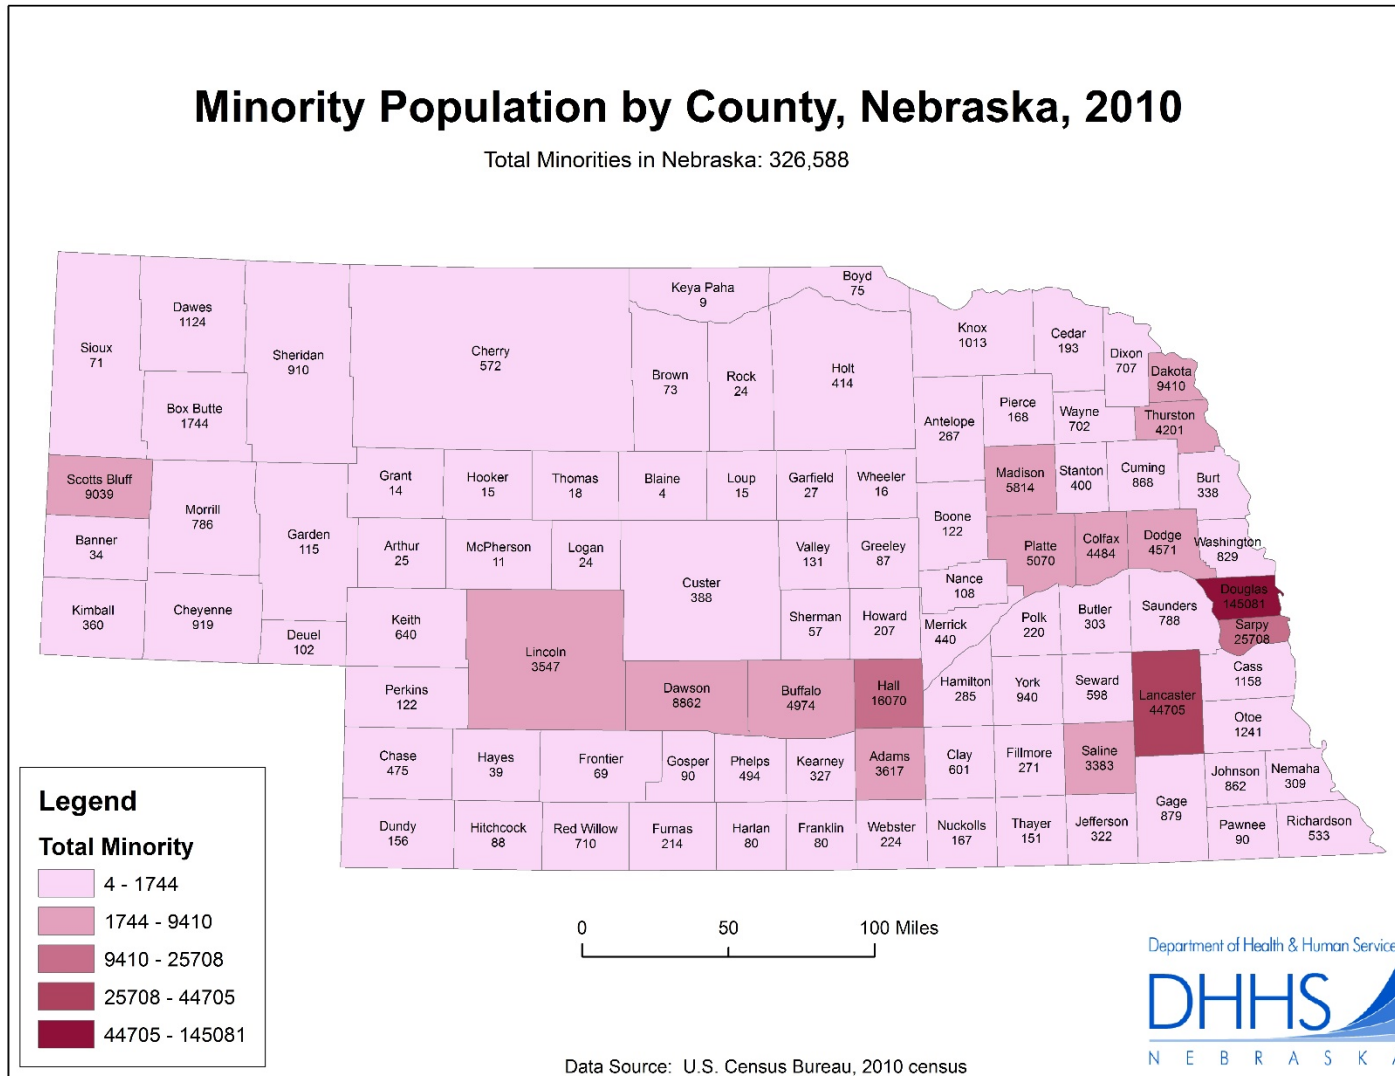 Minority Population by County, Nebraska, 2010
Total Minorities in Nebraska: 326,588
Sioux
71
Dawes
1124
Box Butte
1744
Sheridan
910
Cherry
572
Keya Paha
9
Boyd
75
Brown
73
Rock
24
Holt
414
Knox
1013
Cedar
193
Dixon
707
Dakota
9410
Thurston
4201
Antelope
267
Pierce
168
Wayne
702
Scotts Bluff
9039
Morrill
786
Garden
115
Banner
34
Kimball
360
Cheyenne
919
Deuel
102
Grant
14
Hooker
15
Thomas
18
Blaine
4
Loup
15
Garfield
27
Wheeler
16
Madison
5814
Stanton
400
Cuming
868
Burt
338
Boone
122
Arthur
25
McPherson
11
Logan
24
Custer
388
Valley
131
Greeley
87
Platte
5070
Colfax
4484
Dodge
4571
Washington
829
Nance
108
Keith
640
Lincoln
3547
Sherman
57
Howard
207
Merrick
440
Polk
220
Butler
303
Saunders
788
Douglas
145081
Sarpy
25708
Perkins
122
Dawson
8862
Buffalo
4974
Hall
16070
Hamilton
285
York
940
Seward
598
Lancaster
44705
Cass
1158
Otoe
1241
Chase
475
Hayes
39
Frontier
69
Gosper
90
Phelps
494
Kearney
327
Adams
3617
Clay
601
Fillmore
271
Saline
3383
Gage
879
Johnson
862
Nemaha
309
Dundy
156
Hitchcock
88
Red Willow
710
Furnas
214
Harlan
80
Franklin
80
Webster
224
Nuckolls
167
Thayer
151
Jefferson
322
Pawnee
90
Richardson
533
Legend
Total Minority
4 - 1744
1744 - 9410
9410 - 25708
25708 - 44705
44705 - 145081
0 50 100 Miles
Department of Health & Human Service
DHHS
N E B R A S K A
Data Source: U.S. Census Bureau, 2010 census